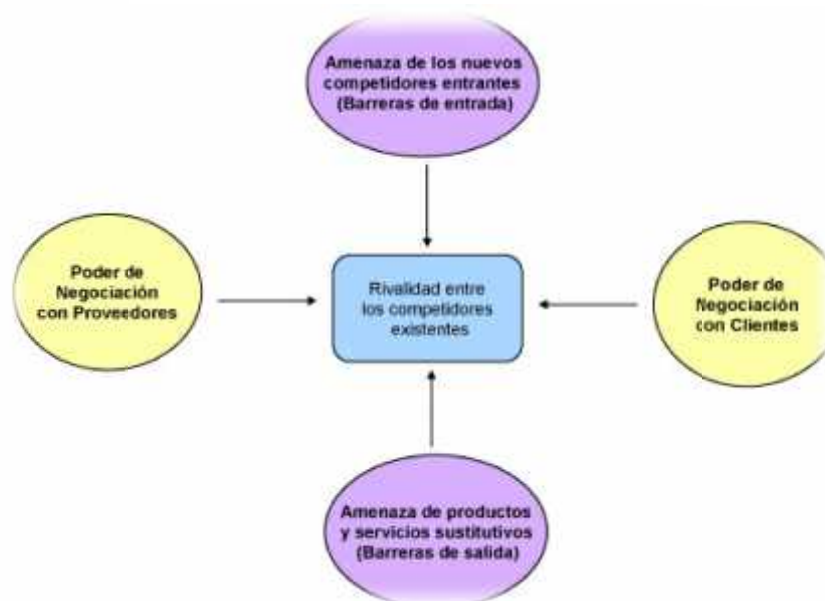 Amenaza de los nuevos
competidores entrantes
(Barreras de entrada)
Poder de
Negociación
con Proveedores
Rivalidad entre
los competidores
existentes
Poder de
Negociación
con Clientes
Amenaza de productos
y servicios sustitutivos
(Barreras de salida)